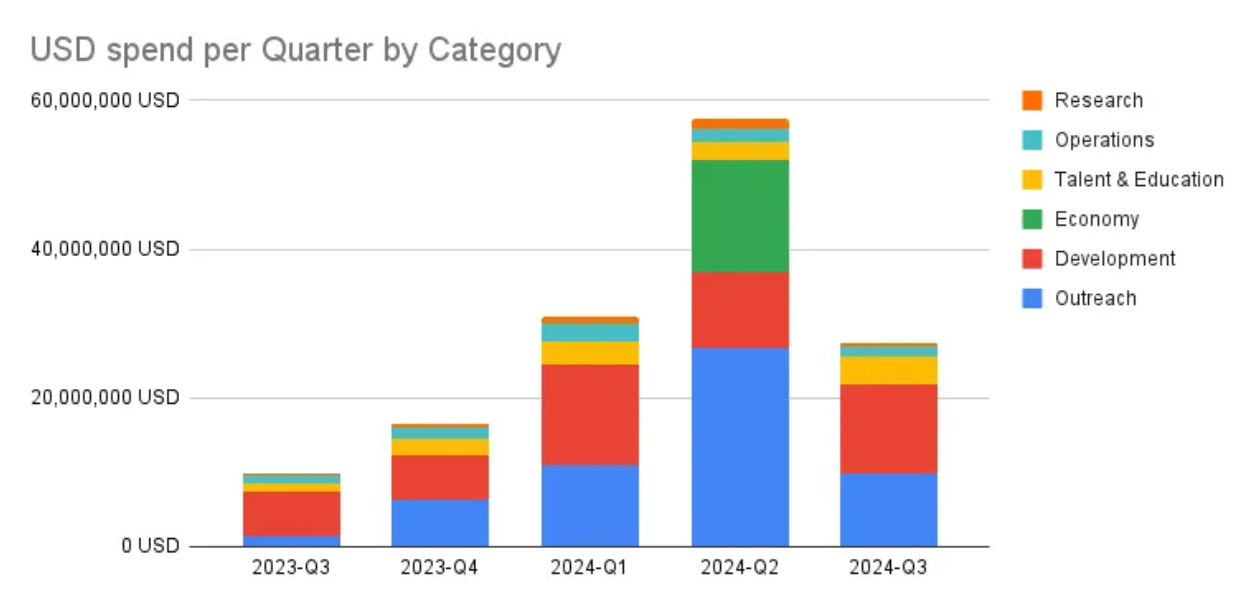 USD spend per Quarter by Category
60,000,000 USD
40,000,000 USD
20,000,000 USD
0 USD
2023-Q3
2023-Q4
2024-Q1
2024-Q2
2024-Q3
Research
Operations
Talent & Education
Economy
Development
Outreach